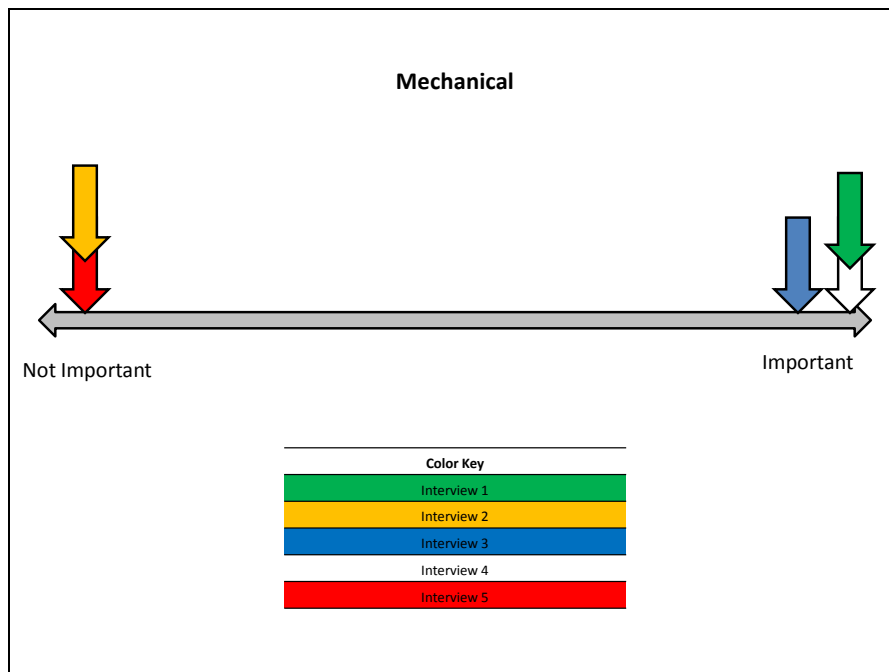 Mechanical
Not Important
Important
Color Key
Interview 1
Interview 2
Interview 3
Interview 4
Interview 5